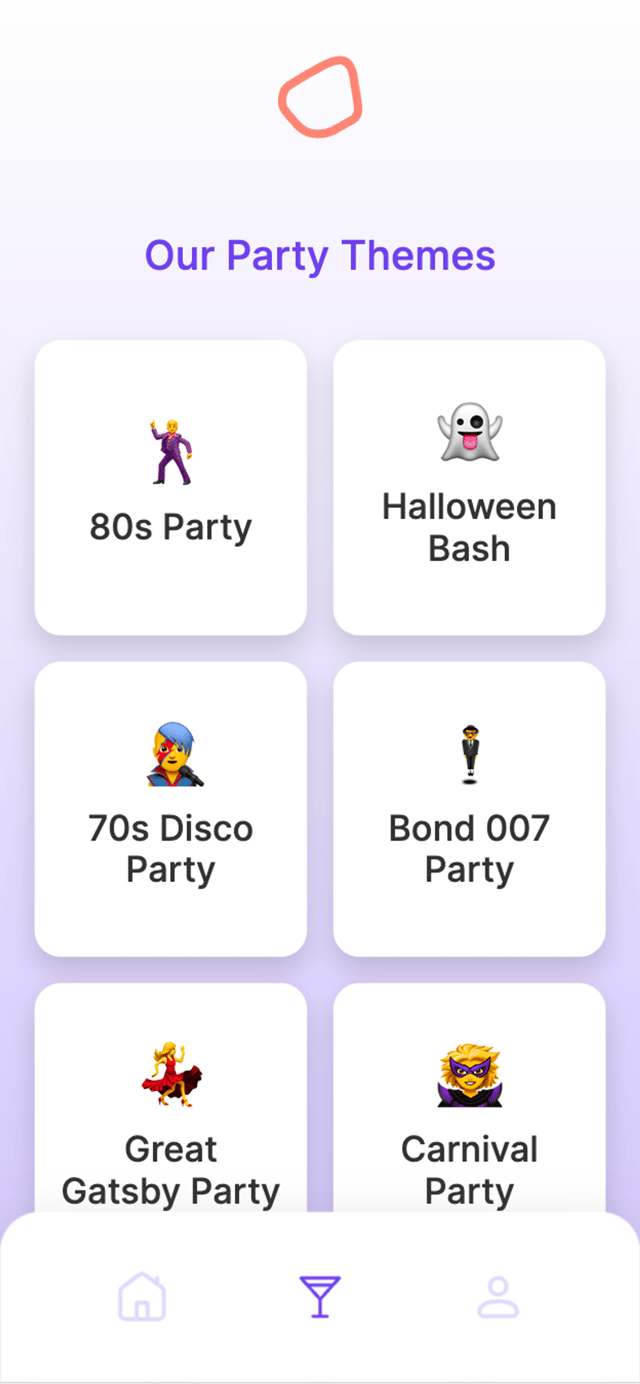 Our Party Themes
80s Party
Halloween
Bash
70s Disco
Party
Bond 007
Party
Great
Gatsby Party
Carnival
Party